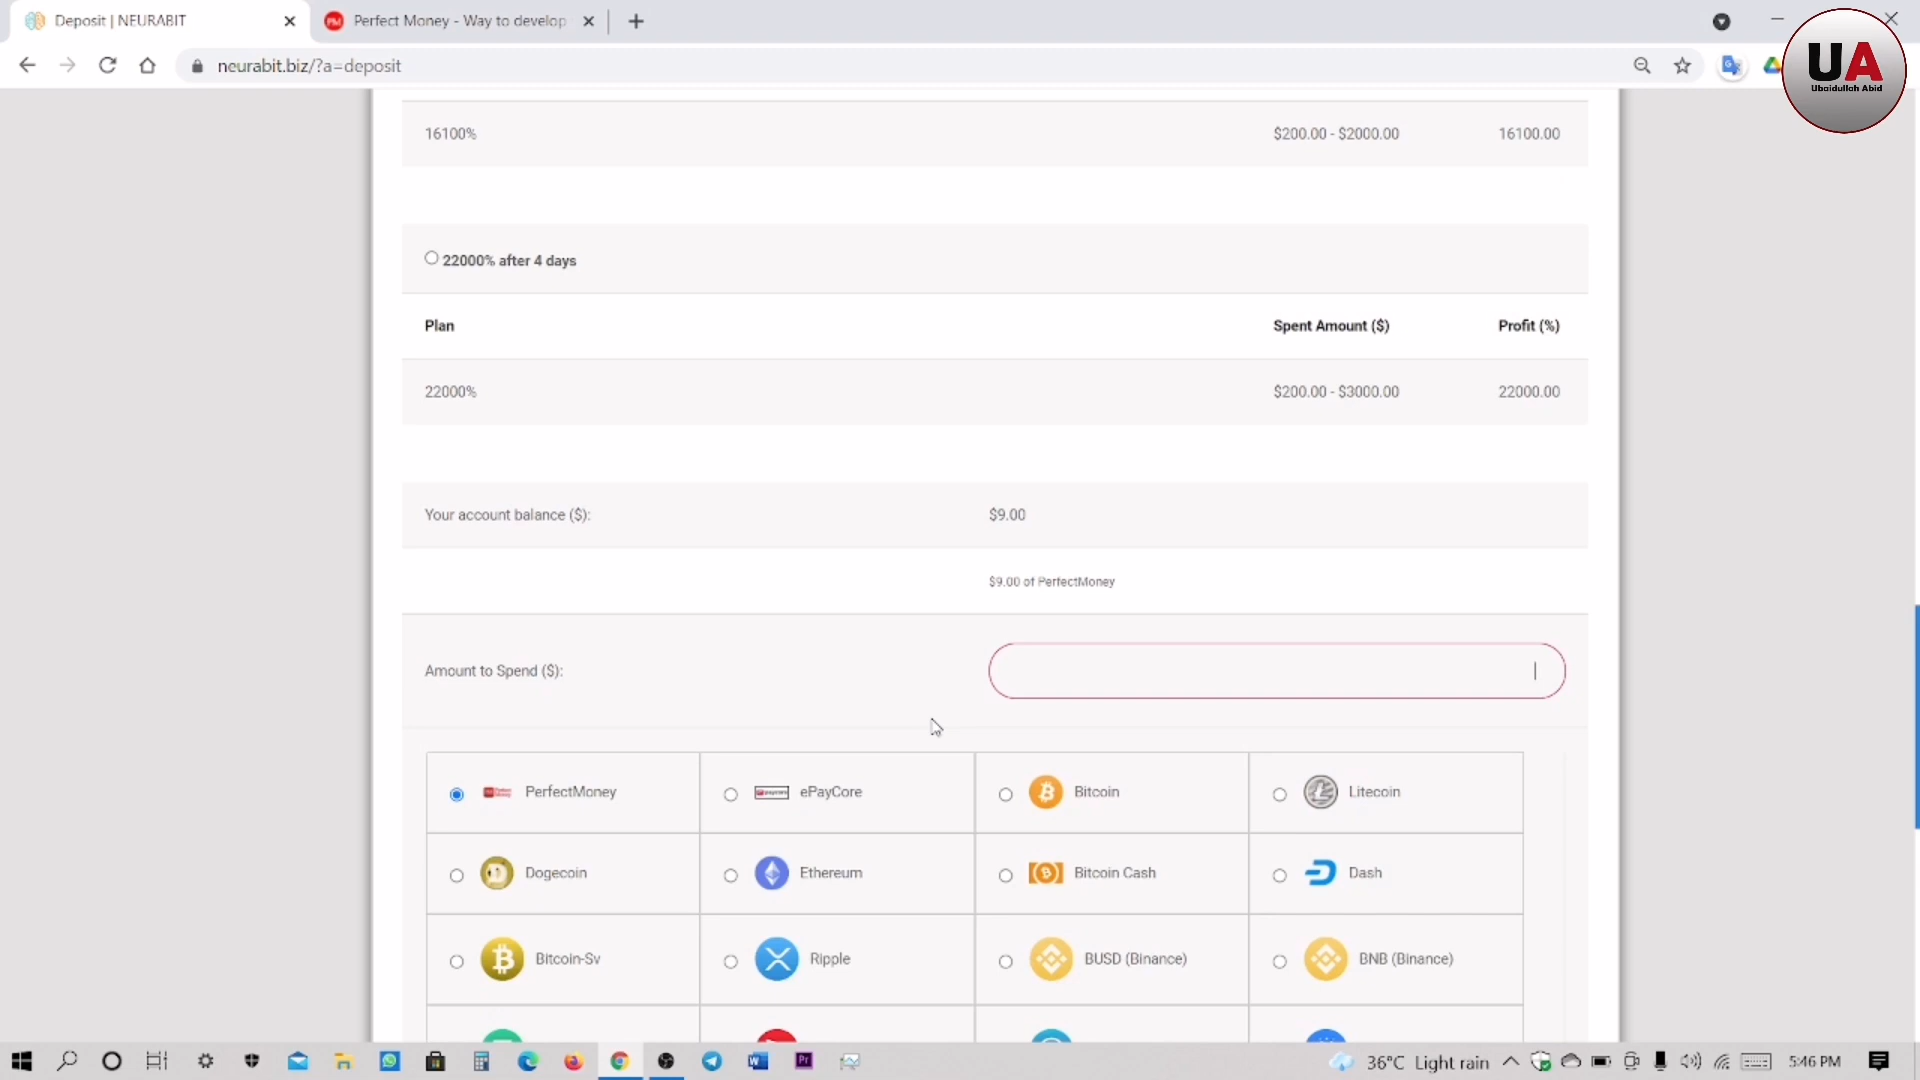 Deposit | NEURABIT
Perfect Money - Way to develop
neurabit.biz/?a=deposit
UA
Ubaidullah Abid
16100% $200.00 - $2000.00 16100.00
22000% after 4 days
Plan Spent Amount ($) Profit (%)
22000% $200.00 - $3000.00 22000.00
Your account balance ($): $9.00
$9.00 of PerfectMoney
Amount to Spend ($):
PerfectMoney ePayCore Bitcoin Litecoin
Dogecoin Ethereum Bitcoin Cash Dash
Bitcoin-Sv Ripple BUSD (Binance) BNB (Binance)
36°C Light rain 5:46 PM